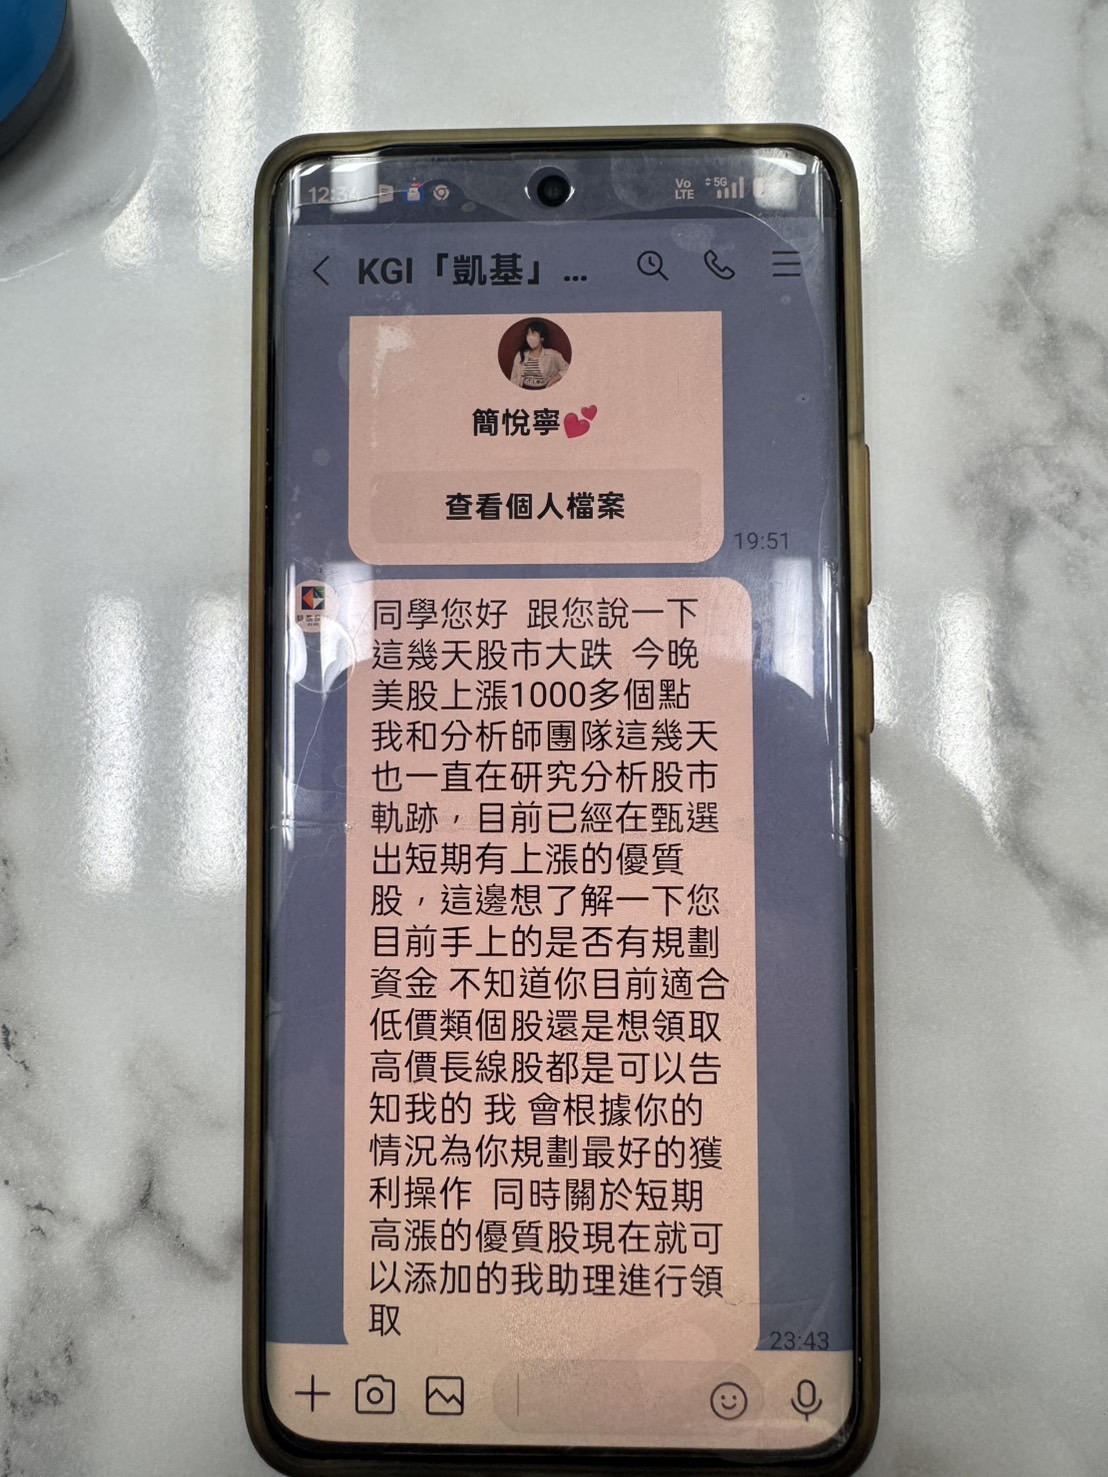 12:34
Vo
LTE
5G
KGI「凱基」...
簡悅寧💕
查看個人檔案
19:51
同學您好 跟您說一下
這幾天股市大跌 今晚
美股上漲1000多個點
我和分析師團隊這幾天
也一直在研究分析股市
軌跡，目前已經在甄選
出短期有上漲的優質
股，這邊想了解一下您
目前手上的是否有規劃
資金 不知道你目前適合
低價類個股還是想領取
高價長線股都是可以告
知我的 我 會根據你的
情況為你規劃最好的獲
利操作 同時關於短期
高漲的優質股現在就可
以添加的我助理進行領
取
23:43